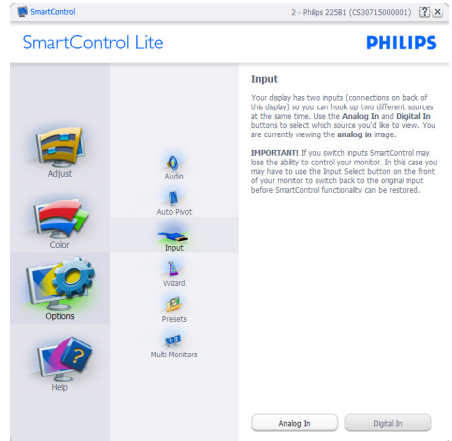 SmartControl
2 - Philips 225B1 (CS30715000001)
SmartControl Lite
PHILIPS
Adjust
Color
Options
Help
Audio
Auto Pivot
Input
Wizard
Presets
Multi Monitors
Input
Your display has two inputs (connections on back of
this display) so you can hook up two different sources
at the same time. Use the Analog In and Digital In
buttons to select which source you'd like to view. You
are currently viewing the analog in image.
IMPORTANT! If you switch inputs SmartControl may
lose the ability to control your monitor. In this case you
may have to use the Input Select button on the front
of your monitor to switch back to the original input
before SmartControl functionality can be restored.
Analog In
Digital In